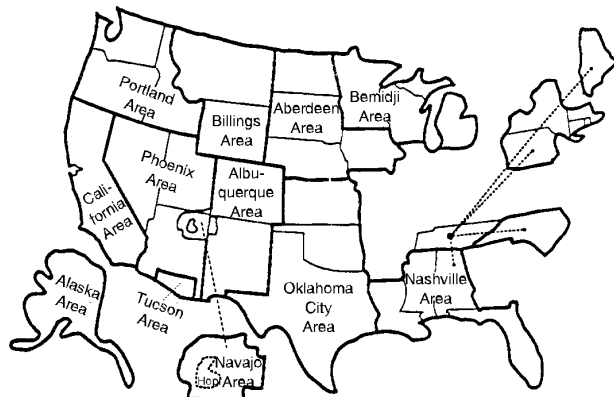 Portland
Area
Billings
Area
Aberdeen
Area
Bemidji
Area
Phoenix
Area
Albu-
querque
Area
Cali-
fornia
Area
Alaska
Area
Tucson
Area
Oklahoma
City
Area
Nashville
Area
Navajo
Area
Hopi